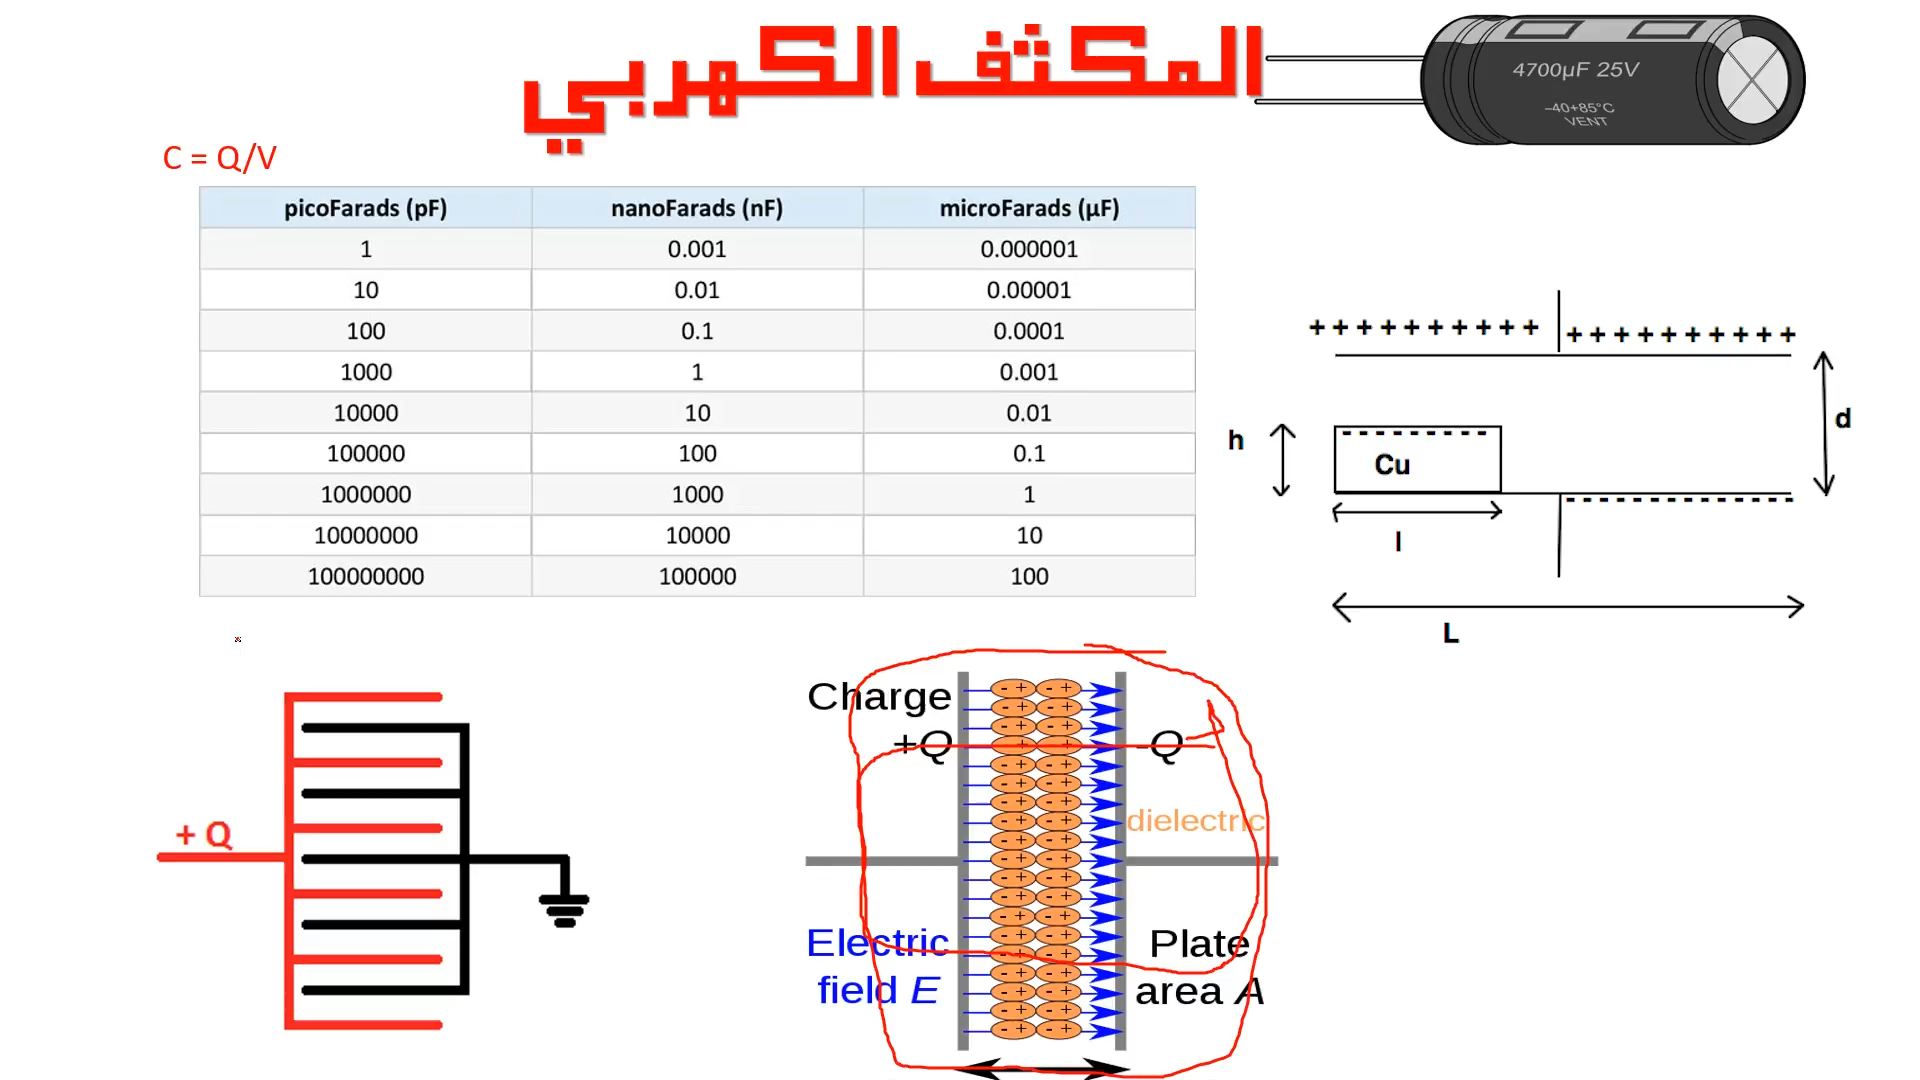 المكثف الكهربي
4700µF 25V
–40+85°C
VENT
C = Q/V
picoFarads (pF) nanoFarads (nF) microFarads (µF)
1 0.001 0.000001
10 0.01 0.00001
100 0.1 0.0001
1000 1 0.001
10000 10 0.01
100000 100 0.1
1000000 1000 1
10000000 10000 10
100000000 100000 100
+ + + + + + + + + + + + + + + + + + + +
d
h
- - - - - - - - -
Cu
- - - - - - - - - - - - -
l
L
+ Q
Charge
+Q
-Q
dielectric
Electric
field E
Plate
area A